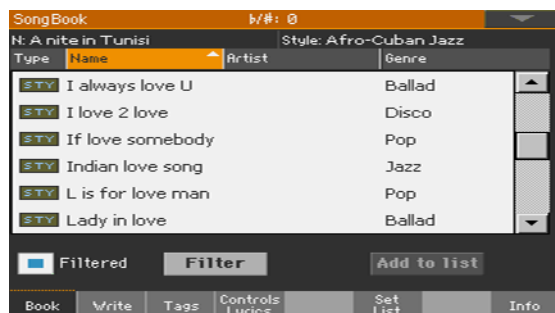 SongBook ♭/#: 0
N: A nite in Tunisi Style: Afro-Cuban Jazz
Type Name Artist Genre
STY I always love U Ballad
STY I love 2 love Disco
STY If love somebody Pop
STY Indian love song Jazz
STY L is for love man Pop
STY Lady in love Ballad
Filtered Filter Add to list
Book Write Tags Controls Lyrics Set List Info